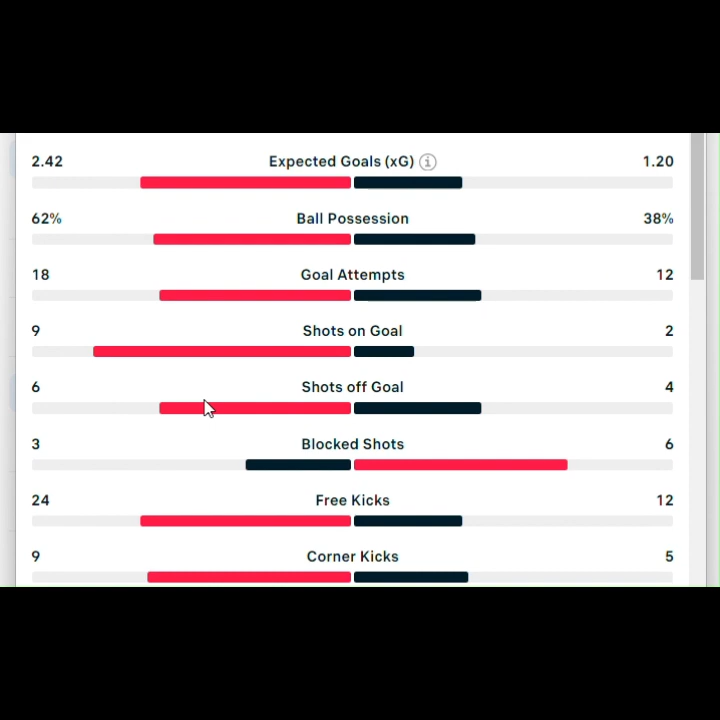 2.42 Expected Goals (xG) i 1.20
62% Ball Possession 38%
18 Goal Attempts 12
9 Shots on Goal 2
6 Shots off Goal 4
3 Blocked Shots 6
24 Free Kicks 12
9 Corner Kicks 5